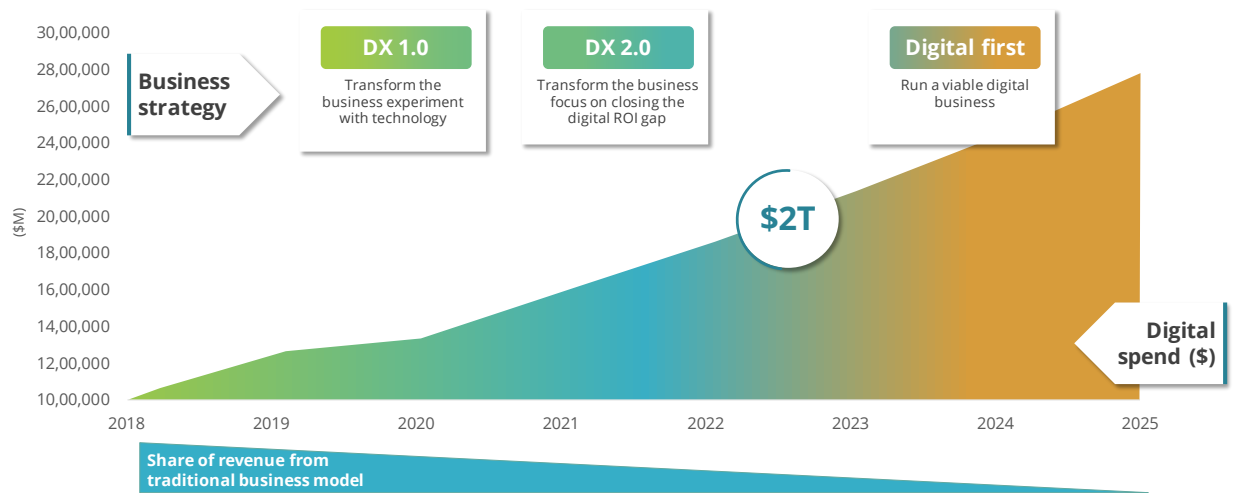 30,00,000
28,00,000
26,00,000
24,00,000
22,00,000
20,00,000
18,00,000
16,00,000
14,00,000
12,00,000
10,00,000
($M)
Business
strategy
DX 1.0
Transform the
business experiment
with technology
DX 2.0
Transform the business
focus on closing the
digital ROI gap
Digital first
Run a viable digital
business
$2T
Digital
spend ($)
2018 2019 2020 2021 2022 2023 2024 2025
Share of revenue from
traditional business model